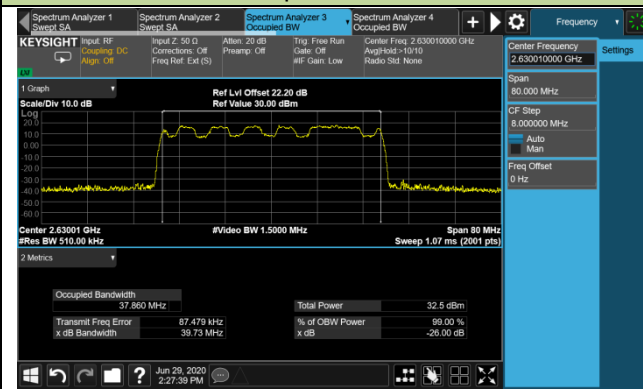 Spectrum Analyzer 1 Spectrum Analyzer 2 Spectrum Analyzer 3 Spectrum Analyzer 4
Swept SA Swept SA Occupied BW Occupied BW
Frequency
KEYSIGHT Input: RF Input Z: 50 Ω Atten: 20 dB Trig: Free Run Center Freq: 2.630010000 GHz
Coupling: DC Corrections: Off Preamp: Off Gate: Off Avg|Hold:>10/10
Align: Off Freq Ref: Ext (S) #IF Gain: Low Radio Std: None
LXI
Center Frequency
2.630010000 GHz
Settings
Span
80.000 MHz
CF Step
8.000000 MHz
Auto
Man
Freq Offset
0 Hz
1 Graph
Ref Lvl Offset 22.20 dB
Scale/Div 10.0 dB Ref Value 30.00 dBm
Log
20.0
10.0
0.00
-10.0
-20.0
-30.0
-40.0
-50.0
-60.0
Center 2.63001 GHz #Video BW 1.5000 MHz Span 80 MHz
#Res BW 510.00 kHz Sweep 1.07 ms (2001 pts)
2 Metrics
Occupied Bandwidth
37.860 MHz Total Power 32.5 dBm
Transmit Freq Error 87.479 kHz % of OBW Power 99.00 %
x dB Bandwidth 39.73 MHz x dB -26.00 dB
Jun 29, 2020
2:27:39 PM